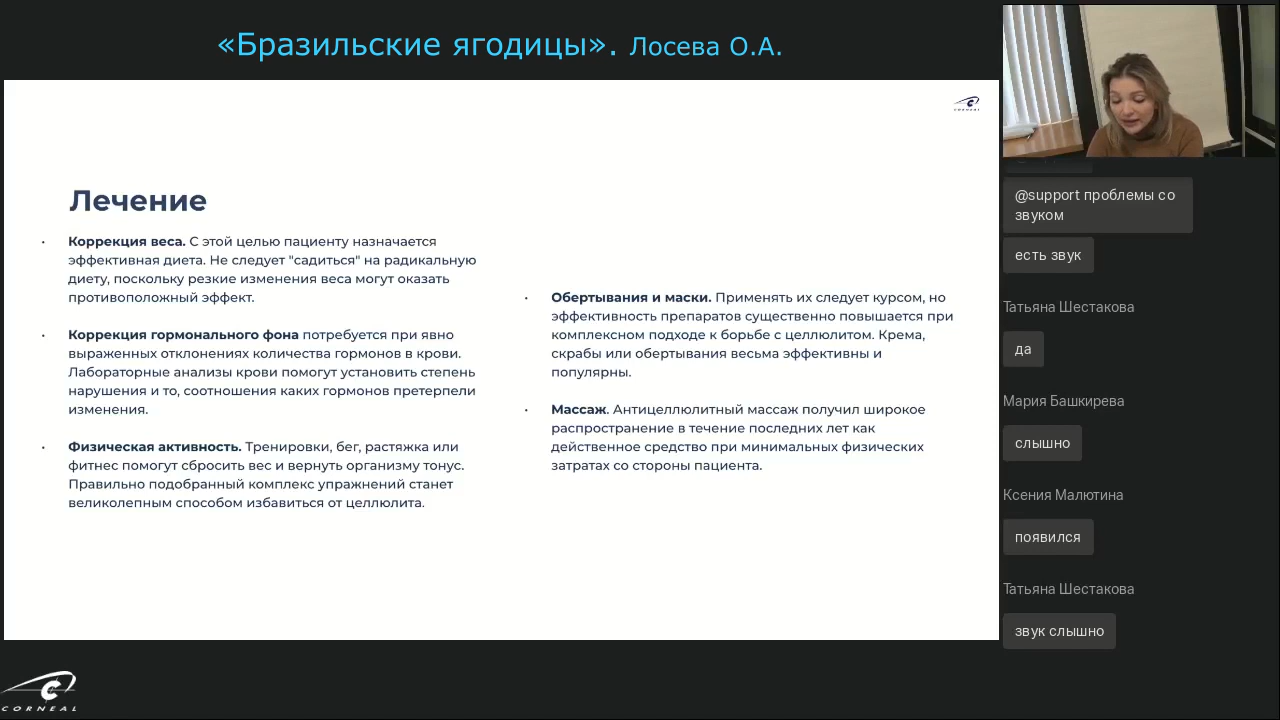 «Бразильские ягодицы». Лосева О.А.
CORNEAL
Лечение
• Коррекция веса. С этой целью пациенту назначается
эффективная диета. Не следует "садиться" на радикальную
диету, поскольку резкие изменения веса могут оказать
противоположный эффект.
• Коррекция гормонального фона потребуется при явно
выраженных отклонениях количества гормонов в крови.
Лабораторные анализы крови помогут установить степень
нарушения и то, соотношения каких гормонов претерпели
изменения.
• Физическая активность. Тренировки, бег, растяжка или
фитнес помогут сбросить вес и вернуть организму тонус.
Правильно подобранный комплекс упражнений станет
великолепным способом избавиться от целлюлита.
• Обертывания и маски. Применять их следует курсом, но
эффективность препаратов существенно повышается при
комплексном подходе к борьбе с целлюлитом. Крема,
скрабы или обертывания весьма эффективны и
популярны.
• Массаж. Антицеллюлитный массаж получил широкое
распространение в течение последних лет как
действенное средство при минимальных физических
затратах со стороны пациента.
@support проблемы со
звуком
есть звук
Татьяна Шестакова
да
Мария Башкирева
слышно
Ксения Малютина
появился
Татьяна Шестакова
звук слышно
CORNEAL